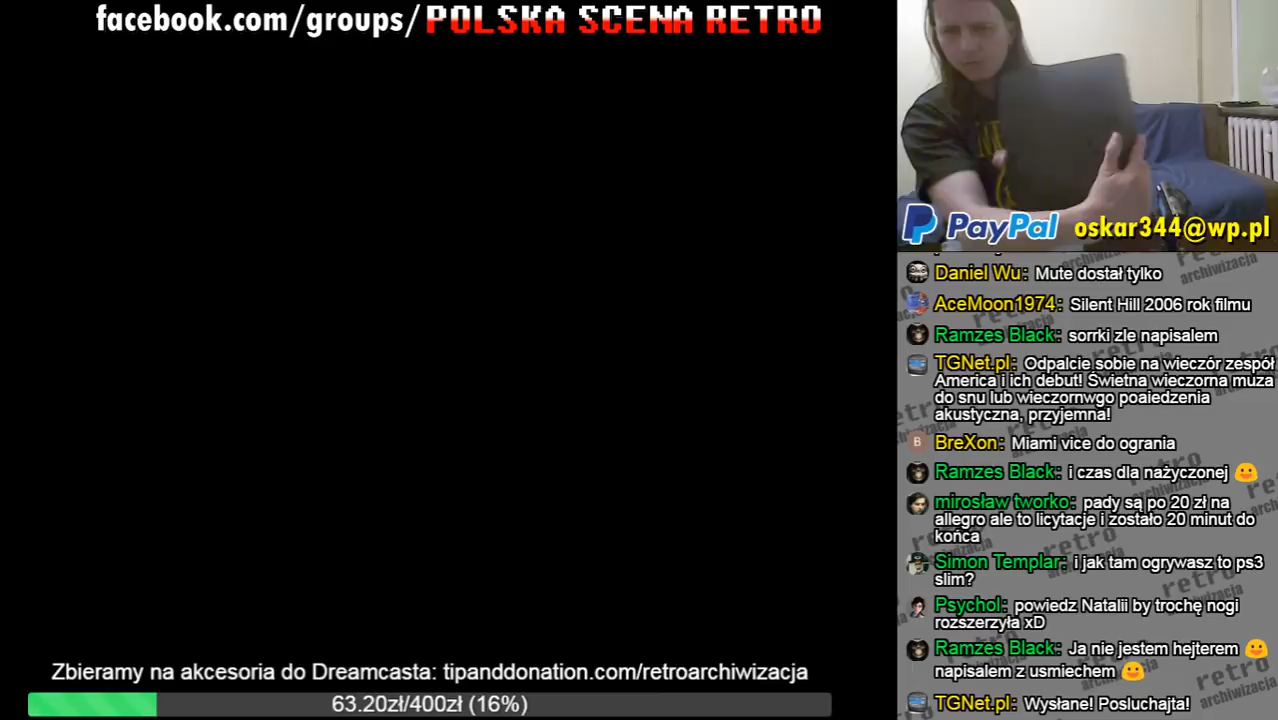 facebook.com/groups/POLSKA SCENA RETRO
PayPal oskar344@wp.pl
Daniel Wu: Mute dostał tylko
AceMoon1974: Silent Hill 2006 rok filmu
Ramzes Black: sorrki zle napisalem
TGNet.pl: Odpalcie sobie na wieczór zespół
America i ich debut! Świetna wieczorna muza
do snu lub wieczornwgo poaiedzenia
akustyczna, przyjemna!
BreXon: Miami vice do ogrania
B
Ramzes Black: i czas dla nażyczonej
mirosław tworko: pady są po 20 zł na
allegro ale to licytacje i zostało 20 minut do
końca
Simon Templar: i jak tam ogrywasz to ps3
slim?
Psychol: powiedz Natalii by trochę nogi
rozszerzyła xD
Ramzes Black: Ja nie jestem hejterem
napisalem z usmiechem
TGNet.pl: Wysłane! Posluchajta!
retro
archiwizacja
Zbieramy na akcesoria do Dreamcasta: tipanddonation.com/retroarchiwizacja
63.20zł/400zł (16%)